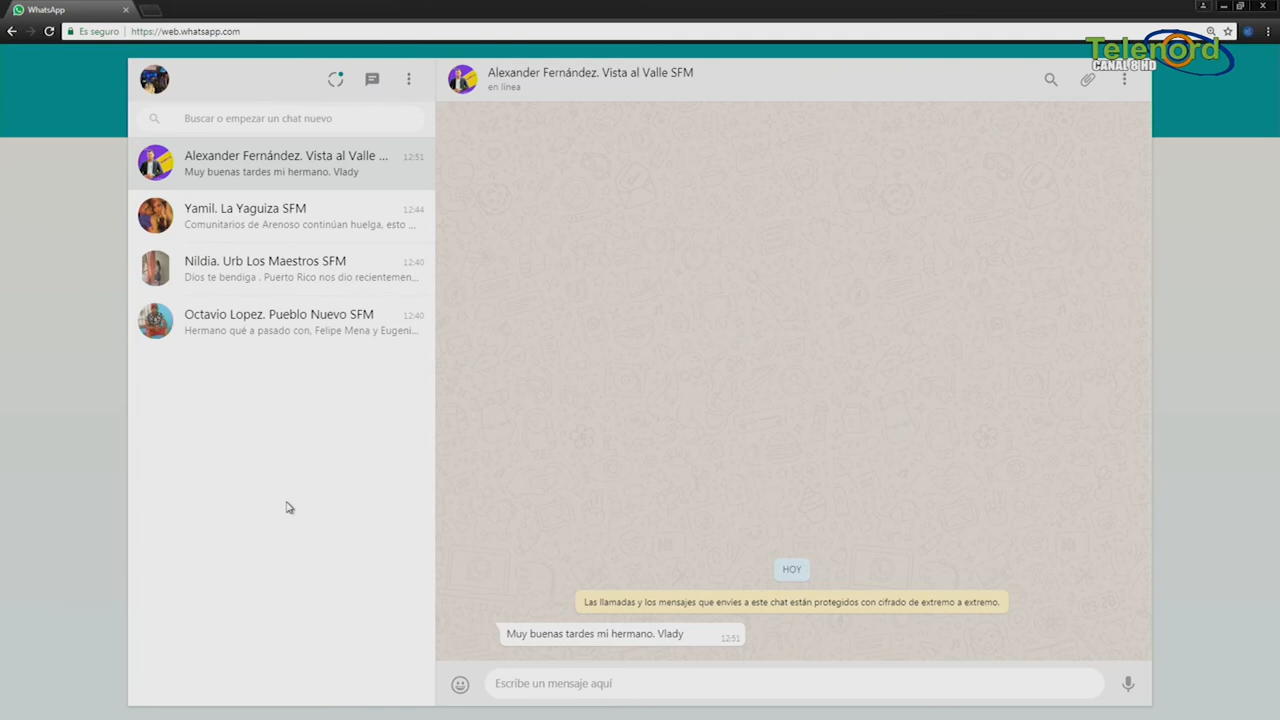 WhatsApp
Es seguro
https://web.whatsapp.com
Telenord
CANAL 8 HD
Buscar o empezar un chat nuevo
Alexander Fernández. Vista al Valle ...
12:51
Muy buenas tardes mi hermano. Vlady
Yamil. La Yaguiza SFM
12:44
Comunitarios de Arenoso continúan huelga, esto ...
Nildia. Urb Los Maestros SFM
12:40
Dios te bendiga . Puerto Rico nos dio recientemen...
Octavio Lopez. Pueblo Nuevo SFM
12:40
Hermano qué a pasado con, Felipe Mena y Eugeni...
Alexander Fernández. Vista al Valle SFM
en línea
HOY
Las llamadas y los mensajes que envíes a este chat están protegidos con cifrado de extremo a extremo.
Muy buenas tardes mi hermano. Vlady
12:51
Escribe un mensaje aquí